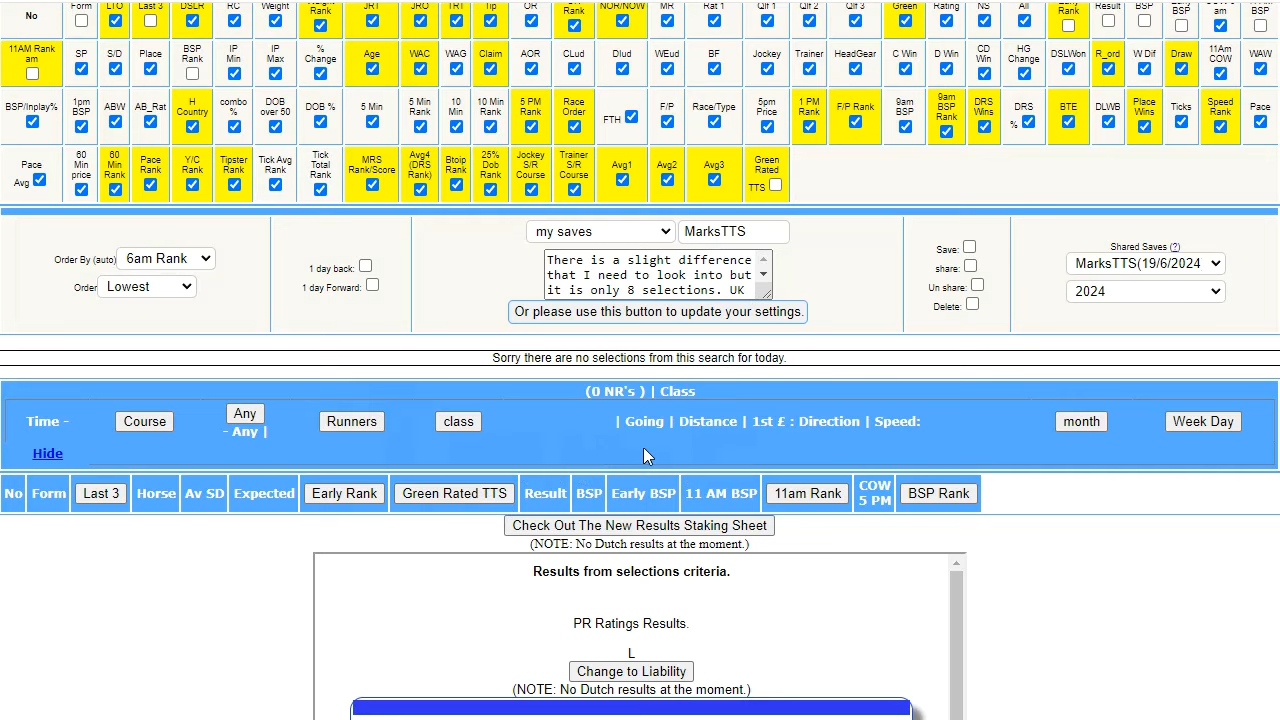 No Form LTO Last 3 DSLR RC Weight Rank JRT JRO TRT Tip OR Rank NOR/NOW MR Rat 1 Qlf 1 Qlf 2 Qlf 3 Green Rating NS All Rank Result BSP BSP am BSP
11AM Rank am SP S/D Place BSP Rank IP Min IP Max % Change Age WAC WAG Claim AOR CLud Dlud WEud BF Jockey Trainer HeadGear C Win D Win CD Win HG Change DSLWon R_ord W Dif Draw 11Am COW WAW
BSP/Inplay% 1pm BSP ABW AB_Rat H Country combo % DOB over 50 DOB % 5 Min 5 Min Rank 10 Min 10 Min Rank 5 PM Rank Race Order FTH F/P Race/Type 5pm Price 1 PM Rank F/P Rank 9am BSP 9am BSP Rank DRS Wins DRS % BTE DLWB Place Wins Ticks Speed Rank Pace
Pace Avg 60 Min price 60 Min Rank Pace Rank Y/C Rank Tipster Rank Tick Avg Rank Tick Total Rank MRS Rank/Score Avg4 (DRS Rank) Btoip Rank 25% Dob Rank Jockey S/R Course Trainer S/R Course Avg1 Avg2 Avg3 Green Rated TTS
Order By (auto) 6am Rank
Order Lowest
1 day back:
1 day Forward:
my saves MarksTTS
There is a slight difference
that I need to look into but
it is only 8 selections. UK
Or please use this button to update your settings.
Save:
share:
Un share:
Delete:
Shared Saves (?)
MarksTTS(19/6/2024
2024
Sorry there are no selections from this search for today.
(0 NR's ) | Class
Time - Course Any - Any | Runners class | Going | Distance | 1st £ : Direction | Speed: month Week Day
Hide
No Form Last 3 Horse Av SD Expected Early Rank Green Rated TTS Result BSP Early BSP 11 AM BSP 11am Rank COW 5 PM BSP Rank
Check Out The New Results Staking Sheet
(NOTE: No Dutch results at the moment.)
Results from selections criteria.
PR Ratings Results.
L
Change to Liability
(NOTE: No Dutch results at the moment.)